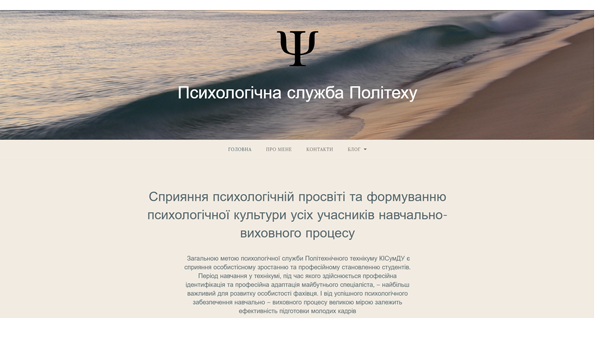 Ψ
Психологічна служба Політеху
ГОЛОВНА ПРО МЕНЕ КОНТАКТИ БЛОГ
Сприяння психологічній просвіті та формуванню
психологічної культури усіх учасників навчально-
виховного процесу
Загальною метою психологічної служби Політехнічного технікуму КІСумДУ є
сприяння особистісному зростанню та професійному становленню студентів.
Період навчання у технікумі, під час якого здійснюється професійна
ідентифікація та професійна адаптація майбутнього спеціаліста, – найбільш
важливий для розвитку особистості фахівця. І від успішного психологічного
забезпечення навчально – виховного процесу великою мірою залежить
ефективність підготовки молодих кадрів